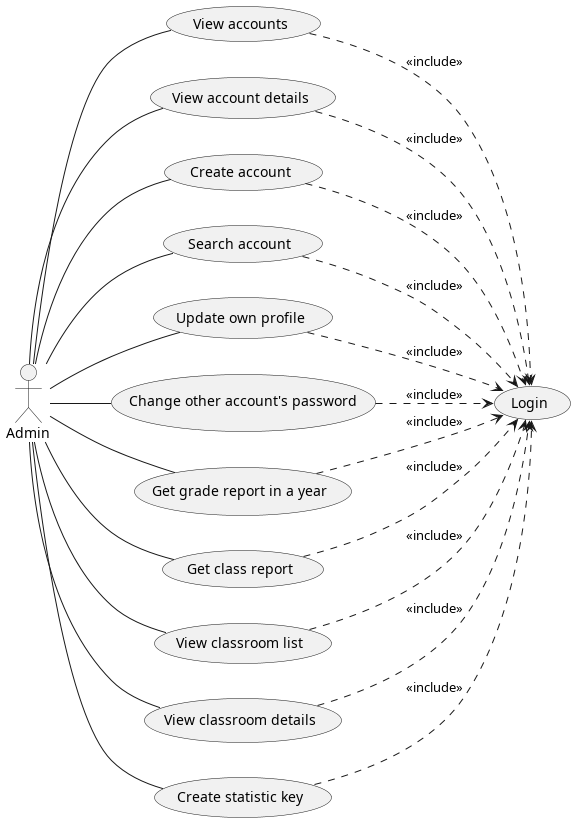 View accounts
«include»
View account details
«include»
Create account
«include»
Search account
«include»
Update own profile
«include»
Change other account's password
«include»
Login
Admin
«include»
Get grade report in a year
«include»
Get class report
«include»
View classroom list
«include»
View classroom details
«include»
Create statistic key